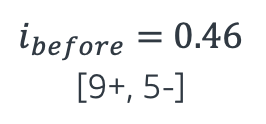 i_before = 0.46
[9+, 5-]